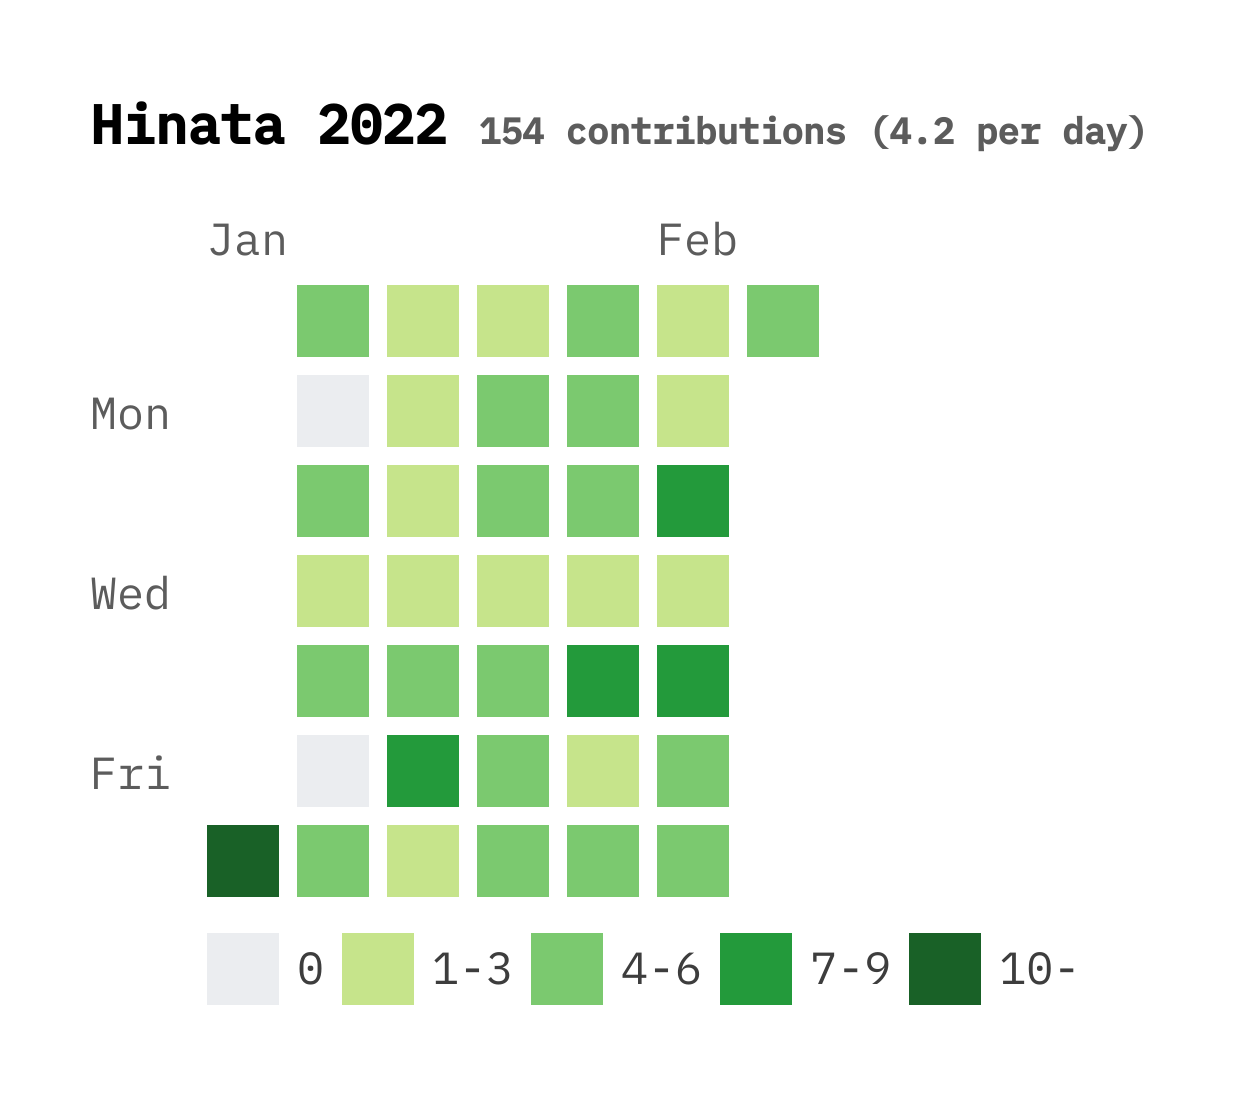 Hinata 2022 154 contributions (4.2 per day)
Jan Feb
Mon
Wed
Fri
0 1-3 4-6 7-9 10-